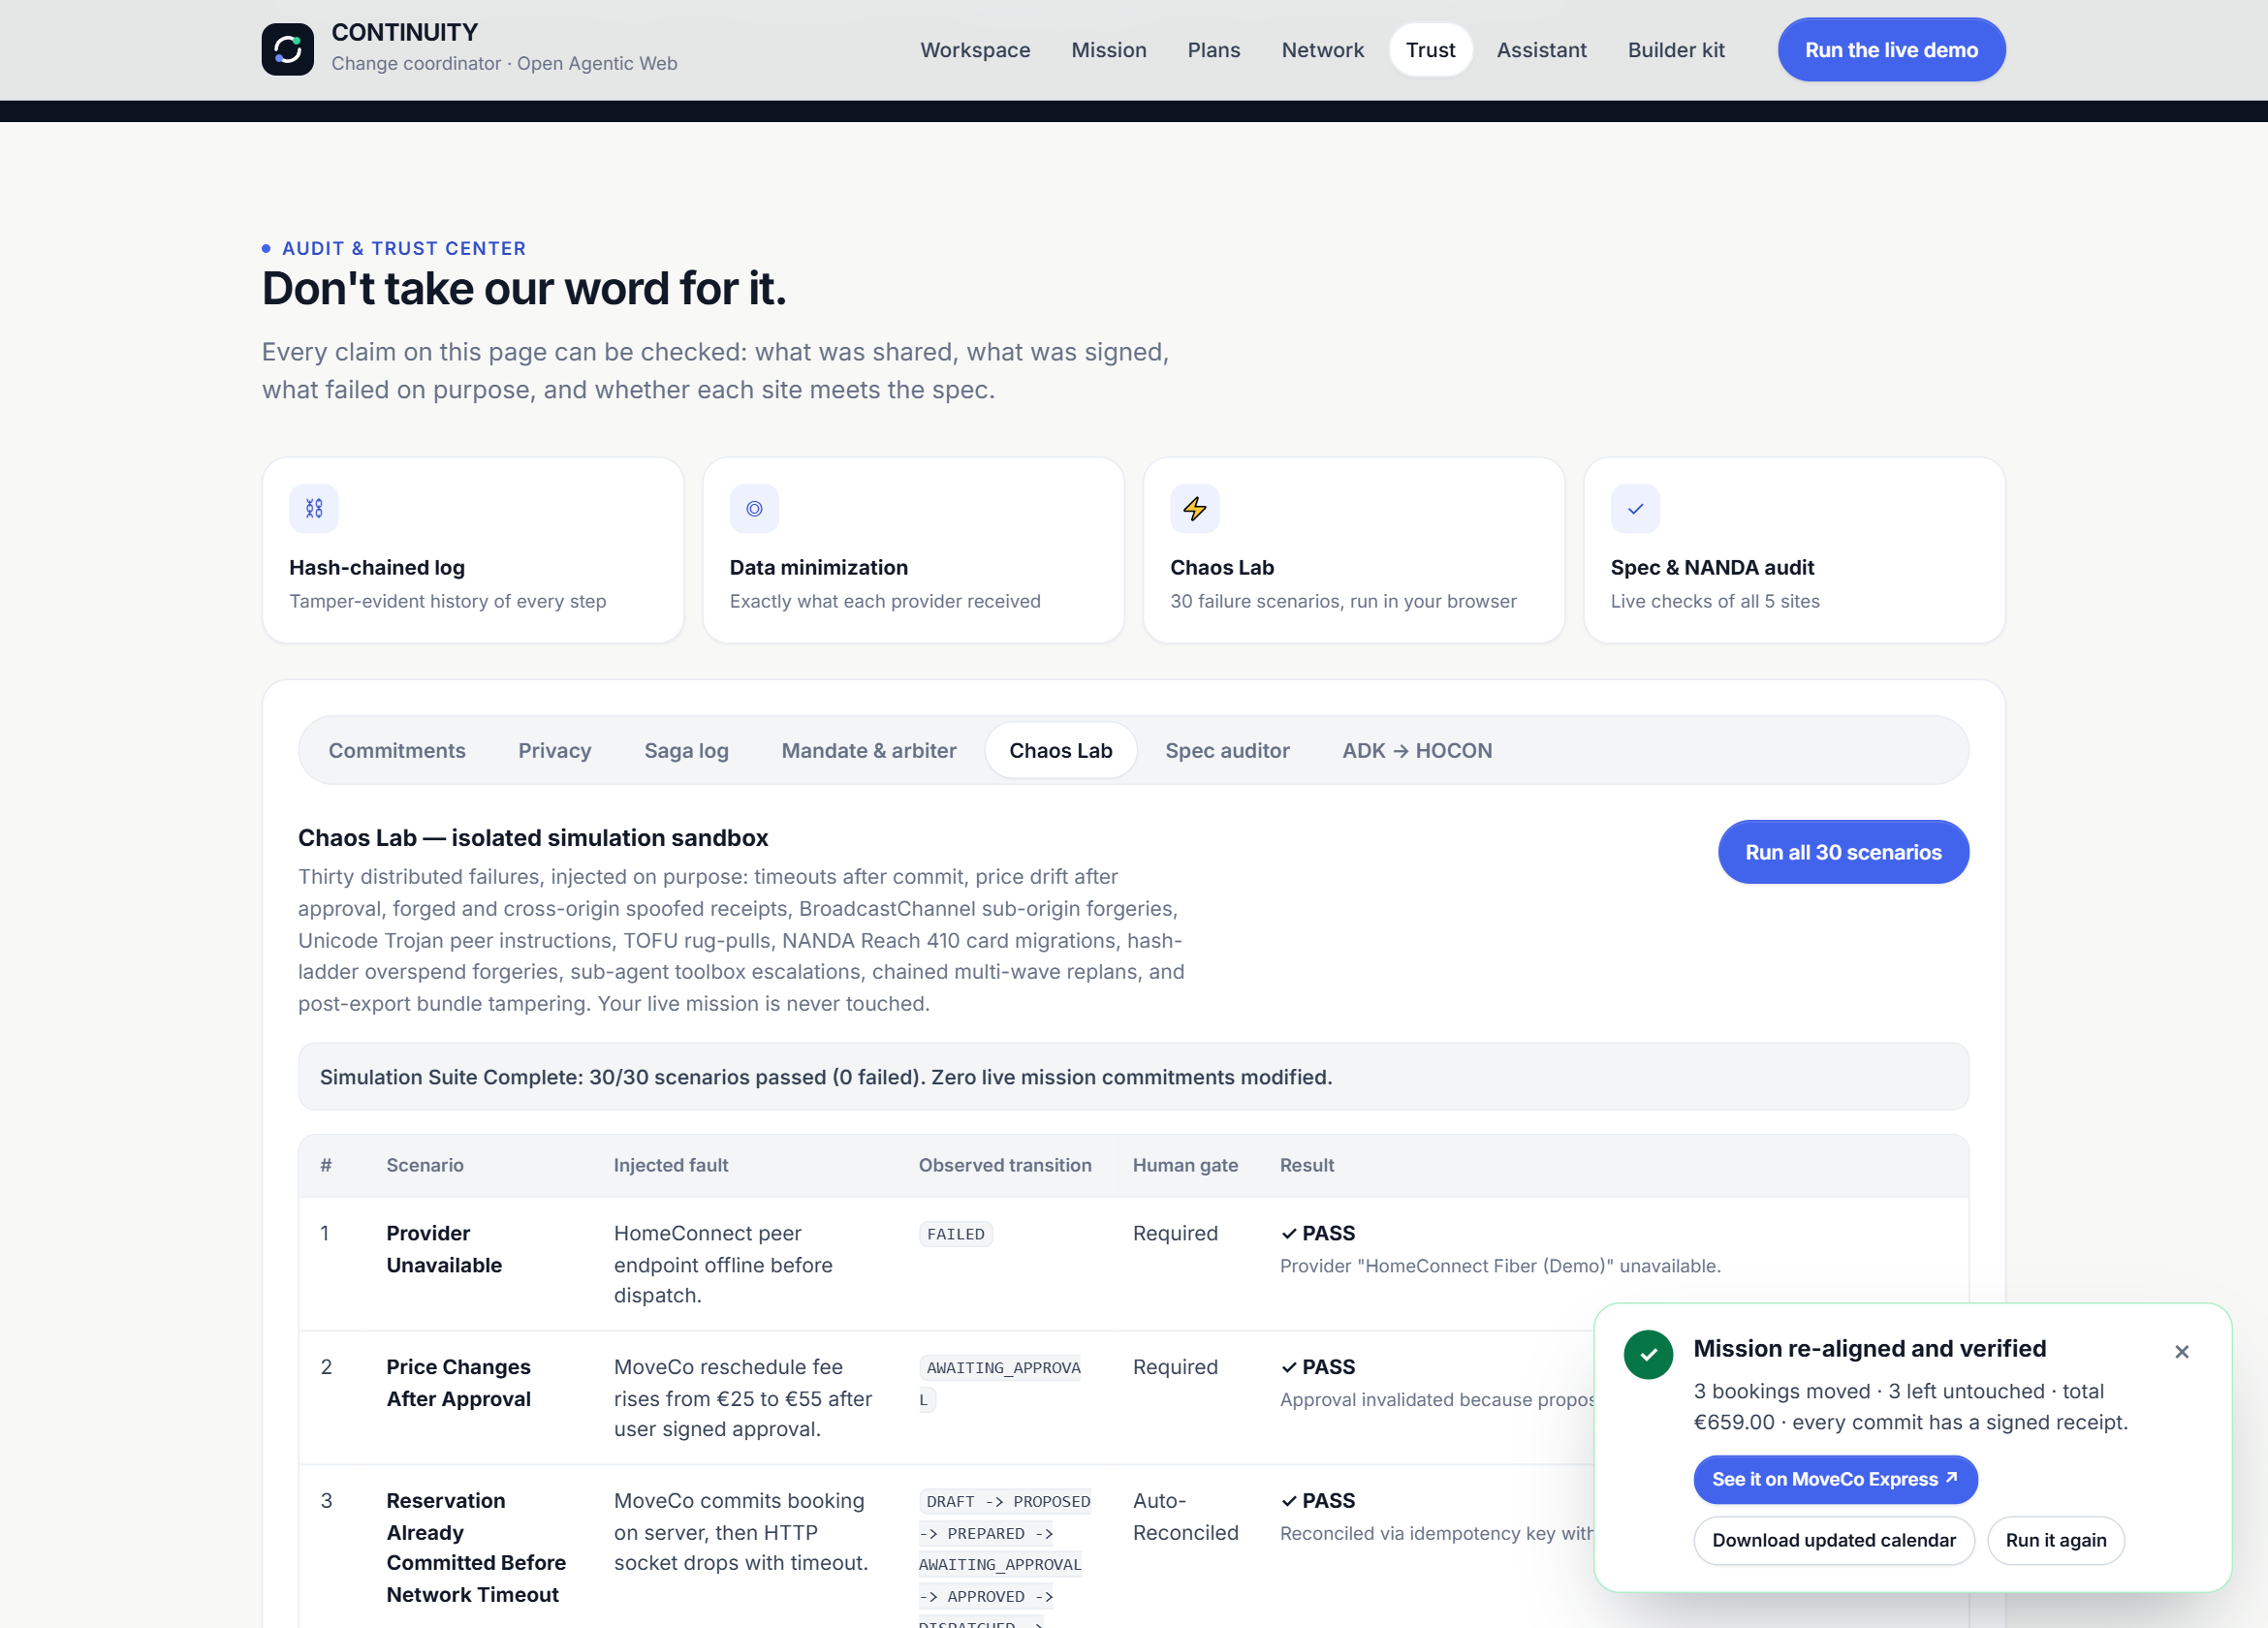 CONTINUITY
Change coordinator · Open Agentic Web
Workspace Mission Plans Network Trust Assistant Builder kit Run the live demo
AUDIT & TRUST CENTER
Don't take our word for it.
Every claim on this page can be checked: what was shared, what was signed,
what failed on purpose, and whether each site meets the spec.
Hash-chained log
Tamper-evident history of every step
Data minimization
Exactly what each provider received
Chaos Lab
30 failure scenarios, run in your browser
Spec & NANDA audit
Live checks of all 5 sites
Commitments Privacy Saga log Mandate & arbiter Chaos Lab Spec auditor ADK → HOCON
Chaos Lab — isolated simulation sandbox
Run all 30 scenarios
Thirty distributed failures, injected on purpose: timeouts after commit, price drift after
approval, forged and cross-origin spoofed receipts, BroadcastChannel sub-origin forgeries,
Unicode Trojan peer instructions, TOFU rug-pulls, NANDA Reach 410 card migrations, hash-
ladder overspend forgeries, sub-agent toolbox escalations, chained multi-wave replans, and
post-export bundle tampering. Your live mission is never touched.
Simulation Suite Complete: 30/30 scenarios passed (0 failed). Zero live mission commitments modified.
# Scenario Injected fault Observed transition Human gate Result
1
Provider
Unavailable
HomeConnect peer
endpoint offline before
dispatch.
FAILED
Required
✓ PASS
Provider "HomeConnect Fiber (Demo)" unavailable.
2
Price Changes
After Approval
MoveCo reschedule fee
rises from €25 to €55 after
user signed approval.
AWAITING_APPROVA
L
Required
✓ PASS
Approval invalidated because propos
3
Reservation
Already
Committed Before
Network Timeout
MoveCo commits booking
on server, then HTTP
socket drops with timeout.
DRAFT -> PROPOSED
-> PREPARED ->
AWAITING_APPROVAL
-> APPROVED ->
DISPATCHED ->
Auto-
Reconciled
✓ PASS
Reconciled via idempotency key with
Mission re-aligned and verified
3 bookings moved · 3 left untouched · total
€659.00 · every commit has a signed receipt.
See it on MoveCo Express ↗
Download updated calendar
Run it again